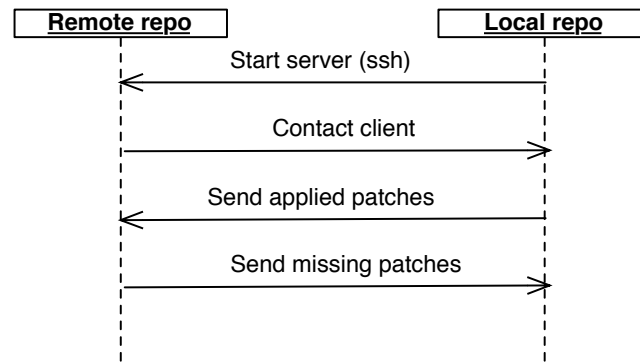 Remote repo
Local repo
Start server (ssh)
Contact client
Send applied patches
Send missing patches